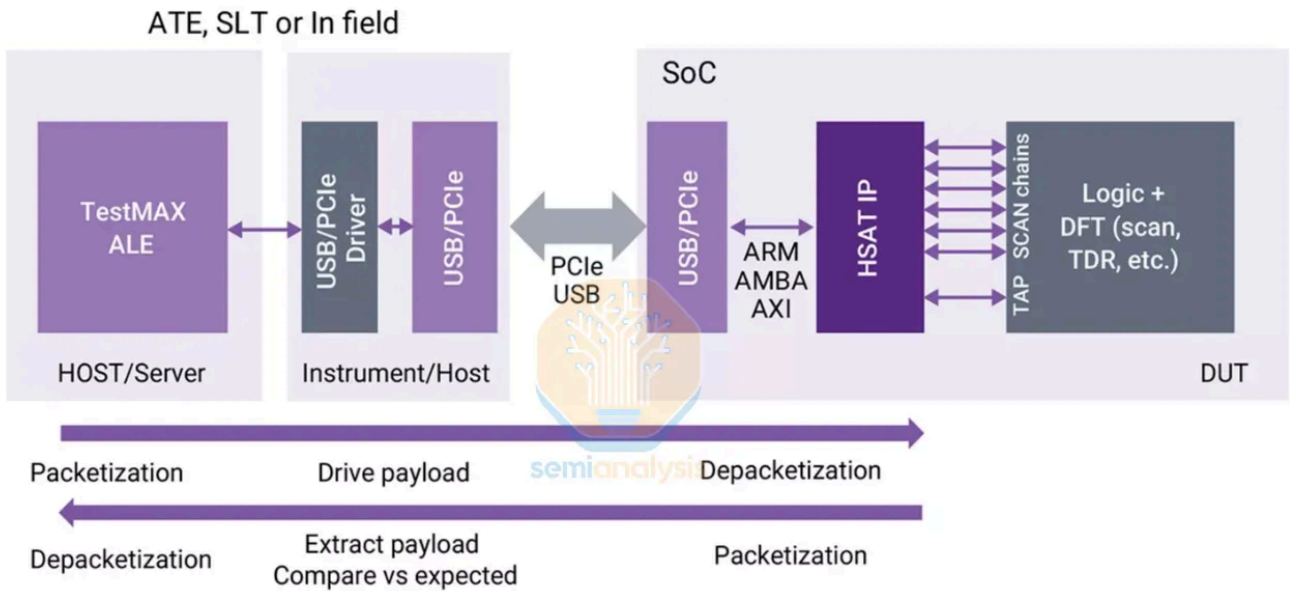 ATE, SLT or In field
SoC
TestMAX
ALE
USB/PCIe
Driver
USB/PCIe
PCIe
USB
USB/PCIe
ARM
AMBA
AXI
HSAT IP
SCAN chains
TAP
Logic +
DFT (scan,
TDR, etc.)
HOST/Server
Instrument/Host
DUT
semianalysis
Packetization
Drive payload
Depacketization
Depacketization
Extract payload
Compare vs expected
Packetization